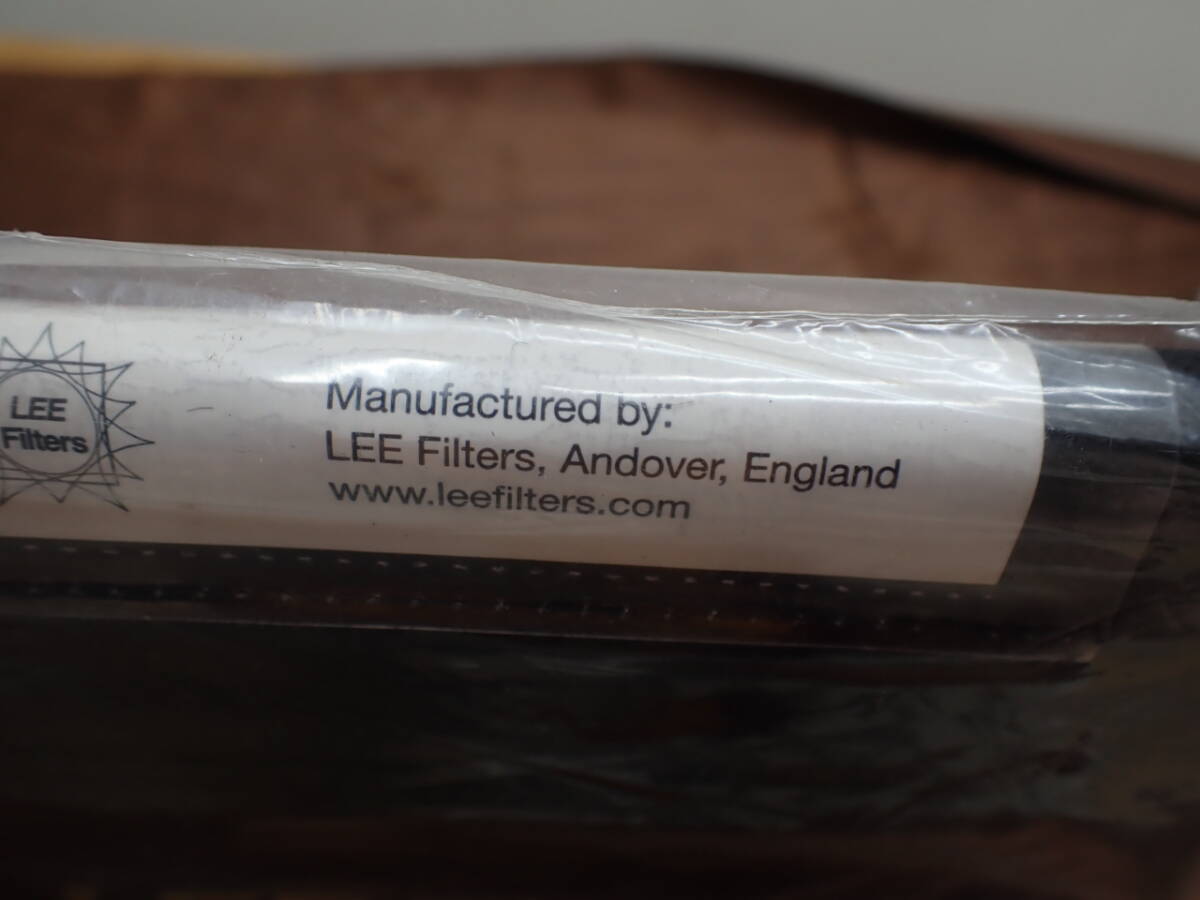 LEE
Filters
Manufactured by:
LEE Filters, Andover, England
www.leefilters.com